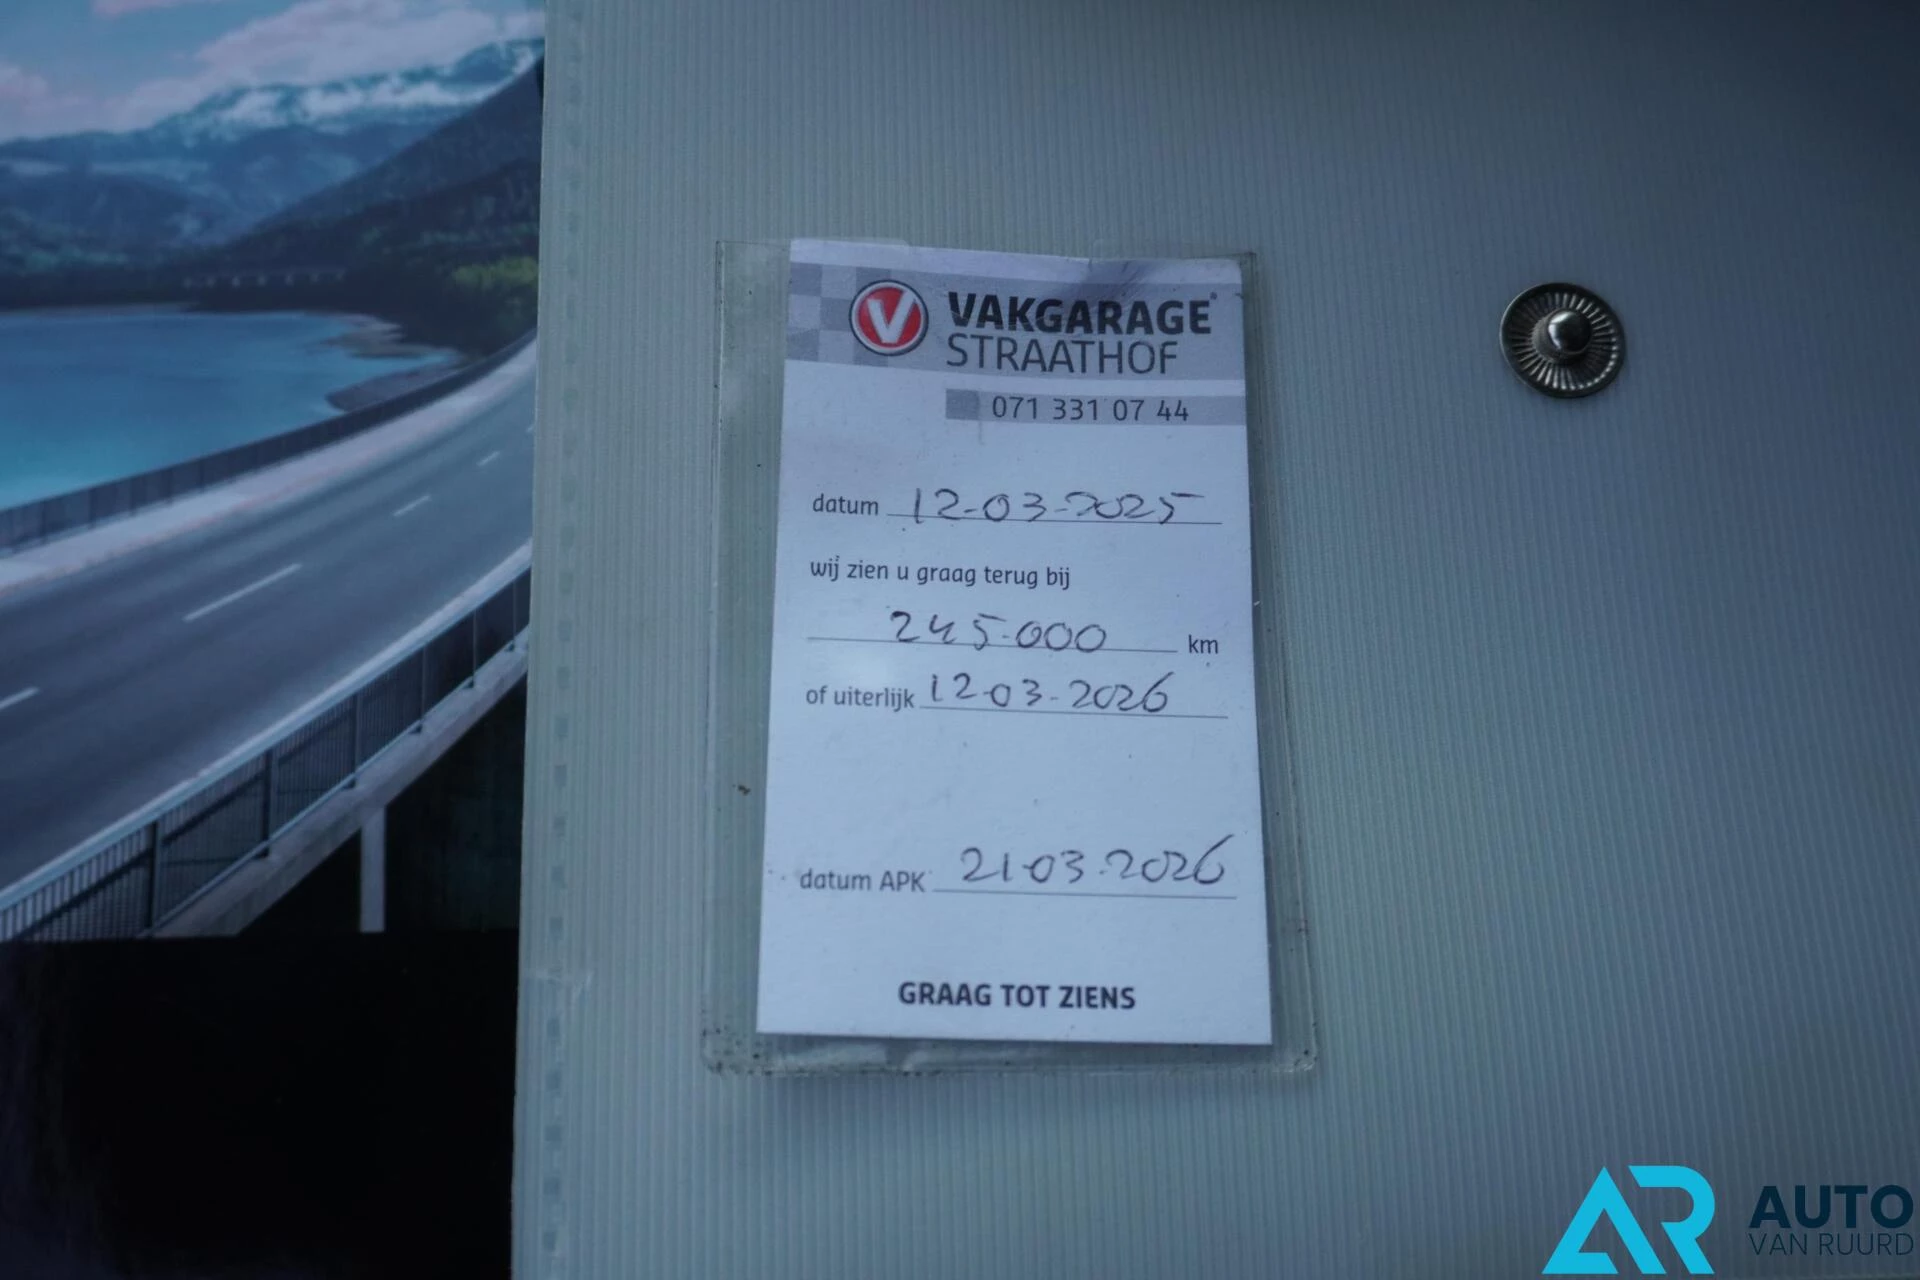 V
VAKGARAGE®
STRAATHOF
071 331 07 44
datum 12-03-2025
wij zien u graag terug bij
245.000 km
of uiterlijk 12-03-2026
datum APK 21-03-2026
GRAAG TOT ZIENS
AR AUTO
VAN RUURD